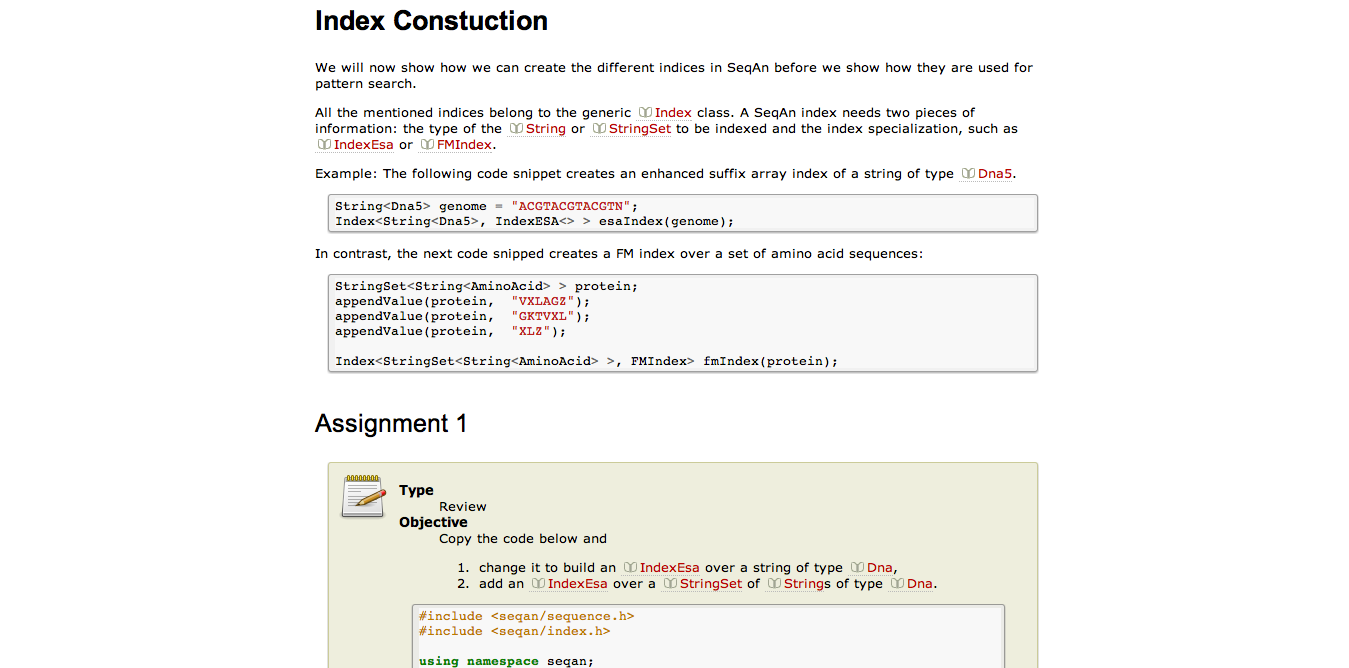 Index Constuction
We will now show how we can create the different indices in SeqAn before we show how they are used for
pattern search.
All the mentioned indices belong to the generic Index class. A SeqAn index needs two pieces of
information: the type of the String or StringSet to be indexed and the index specialization, such as
IndexEsa or FMIndex.
Example: The following code snippet creates an enhanced suffix array index of a string of type Dna5.
String<Dna5> genome = "ACGTACGTACGTN";
Index<String<Dna5>, IndexESA<> > esaIndex(genome);
In contrast, the next code snipped creates a FM index over a set of amino acid sequences:
StringSet<String<AminoAcid> > protein;
appendValue(protein,  "VXLAGZ");
appendValue(protein,  "GKTVXL");
appendValue(protein,  "XLZ");
Index<StringSet<String<AminoAcid> >, FMIndex> fmIndex(protein);
Assignment 1
Type
Review
Objective
Copy the code below and
1. change it to build an IndexEsa over a string of type Dna,
2. add an IndexEsa over a StringSet of Strings of type Dna.
#include <seqan/sequence.h>
#include <seqan/index.h>
using namespace seqan;